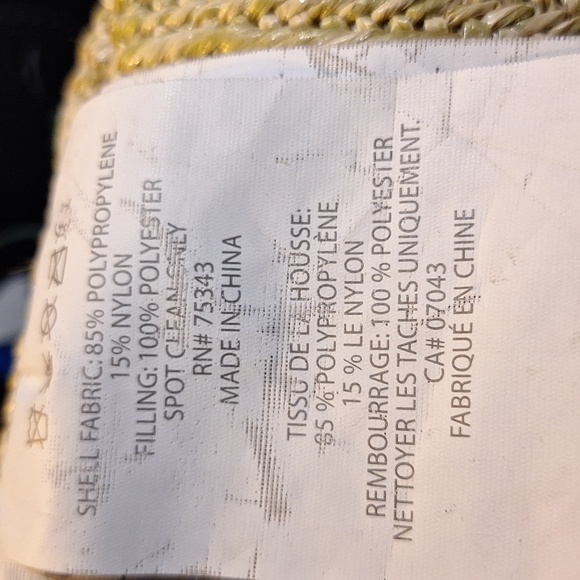 SHELL FABRIC: 85% POLYPROPYLENE
15% NYLON
FILLING: 100% POLYESTER
SPOT CLEAN ONLY
RN# 75343
MADE IN CHINA
TISSU DE LA HOUSSE:
85 % POLYPROPYLÈNE
15 % LE NYLON
REMBOURRAGE: 100 % POLYESTER
NETTOYER LES TACHES UNIQUEMENT.
CA# 07043
FABRIQUÉ EN CHINE